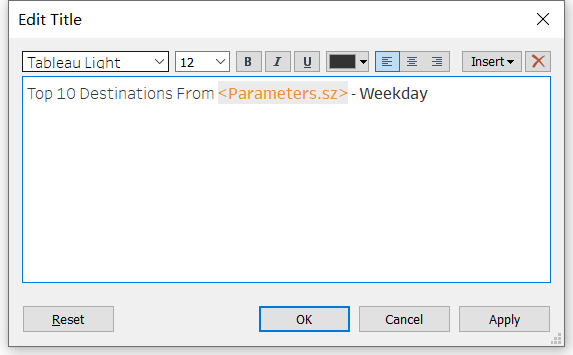 Edit Title
Tableau Light 12 B I U Insert
Top 10 Destinations From <Parameters.sz> - Weekday
Reset OK Cancel Apply